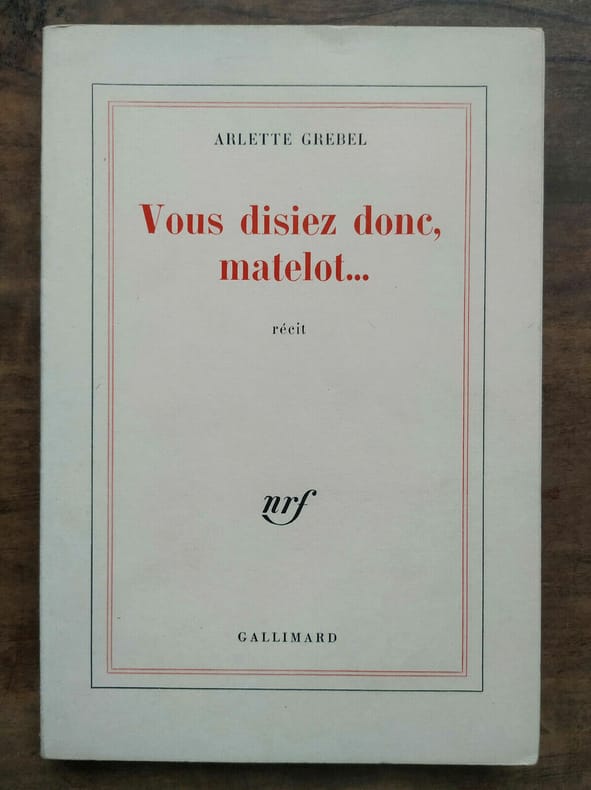 ARLETTE GREBEL
Vous disiez donc,
matelot...
récit
nrf
GALLIMARD